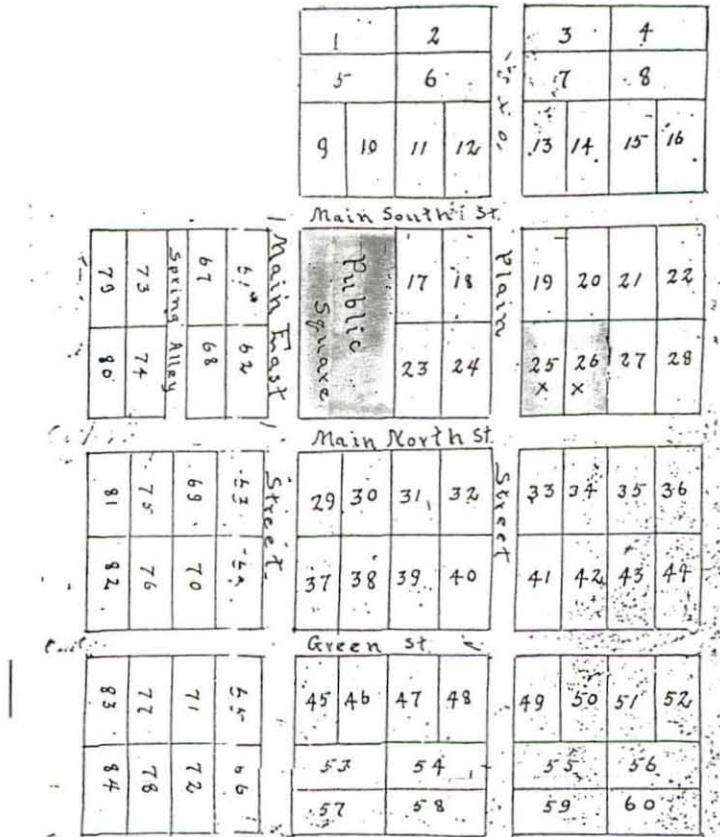 1 2 3 4
5 6 7 8
9 10 11 12 13 14 15 16
Main South St.
79 73 Spring Alley 67 61
Main East Street
Public Square
17 18
Plain Street
19 20 21 22
80 74 68 62
23 24
25 26 27 28
x x
Main North St.
81 75 69 63
29 30 31 32
33 34 35 36
82 76 70 64
37 38 39 40
41 42 43 44
Green St.
83 77 71 65
45 46 47 48
49 50 51 52
84 78 72 66
53 54
55 56
57 58
59 60